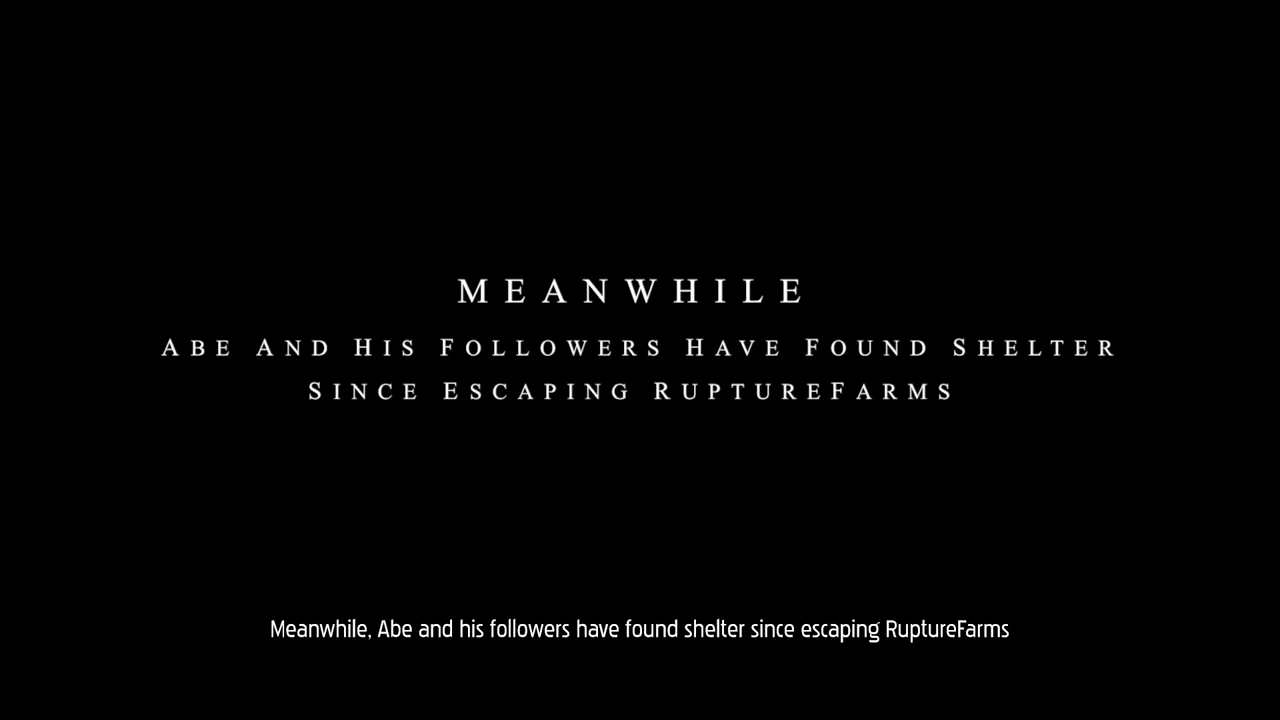 MEANWHILE
ABE AND HIS FOLLOWERS HAVE FOUND SHELTER
SINCE ESCAPING RUPTUREFARMS
Meanwhile, Abe and his followers have found shelter since escaping RuptureFarms